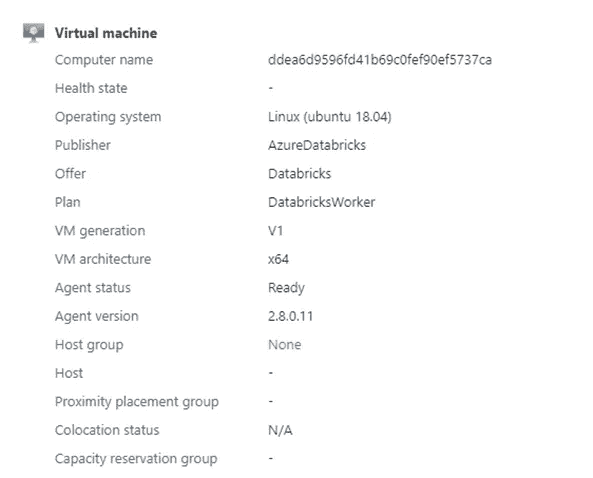 Virtual machine
Computer name ddea6d9596fd41b69c0fef90ef5737ca
Health state -
Operating system Linux (ubuntu 18.04)
Publisher AzureDatabricks
Offer Databricks
Plan DatabricksWorker
VM generation V1
VM architecture x64
Agent status Ready
Agent version 2.8.0.11
Host group None
Host -
Proximity placement group -
Colocation status N/A
Capacity reservation group -